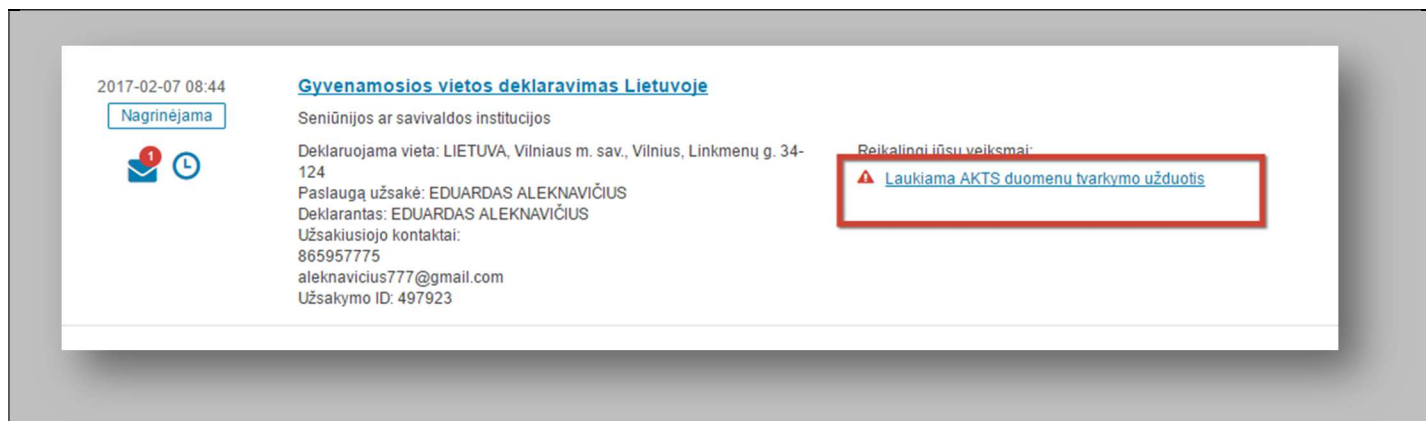 2017-02-07 08:44
Nagrinėjama
1
Gyvenamosios vietos deklaravimas Lietuvoje
Seniūnijos ar savivaldos institucijos
Deklaruojama vieta: LIETUVA, Vilniaus m. sav., Vilnius, Linkmenų g. 34-
124
Paslaugą užsakė: EDUARDAS ALEKNAVIČIUS
Deklarantas: EDUARDAS ALEKNAVIČIUS
Užsakiusiojo kontaktai:
865957775
aleknavicius777@gmail.com
Užsakymo ID: 497923
Reikalingi jūsų veiksmai:
Laukiama AKTS duomenu tvarkymo užduotis